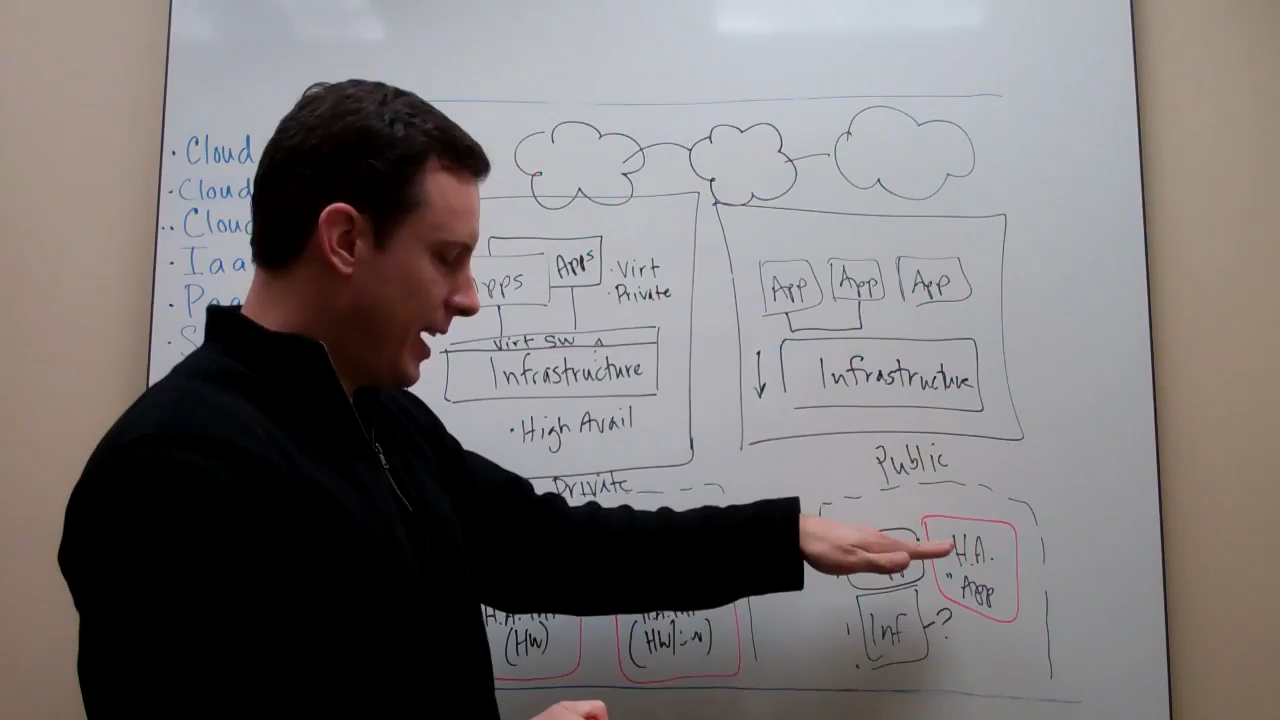 · Cloud
· Cloud
·· Cloud
· Iaa
· Paa
· S
Apps
Apps
· Virt
· Private
Virt SW
Infrastructure
· High Avail
Private
App
App
App
Infrastructure
Public
H.A.
"App
Inf - ?
(HW)
(HW